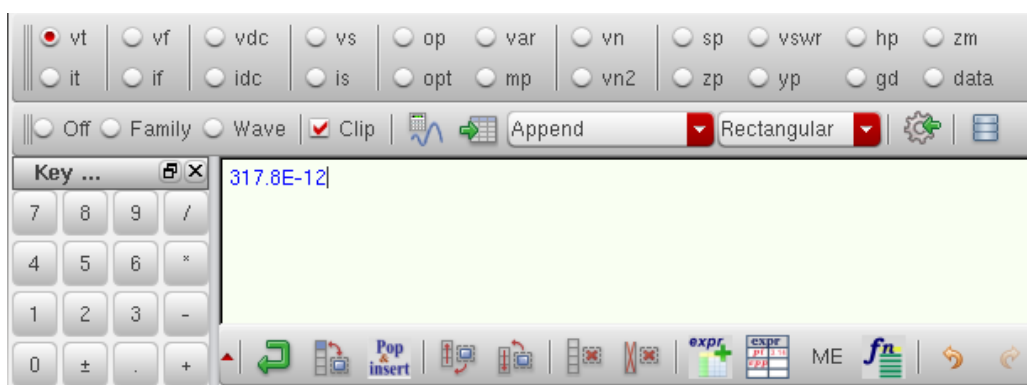 vt vf vdc vs op var vn sp vswr hp zm
it if idc is opt mp vn2 zp yp gd data
Off Family Wave Clip Append Rectangular
Key ...
317.8E-12
7 8 9 /
4 5 6 *
1 2 3 -
0 ± . +
Pop & insert expr expr ME fn